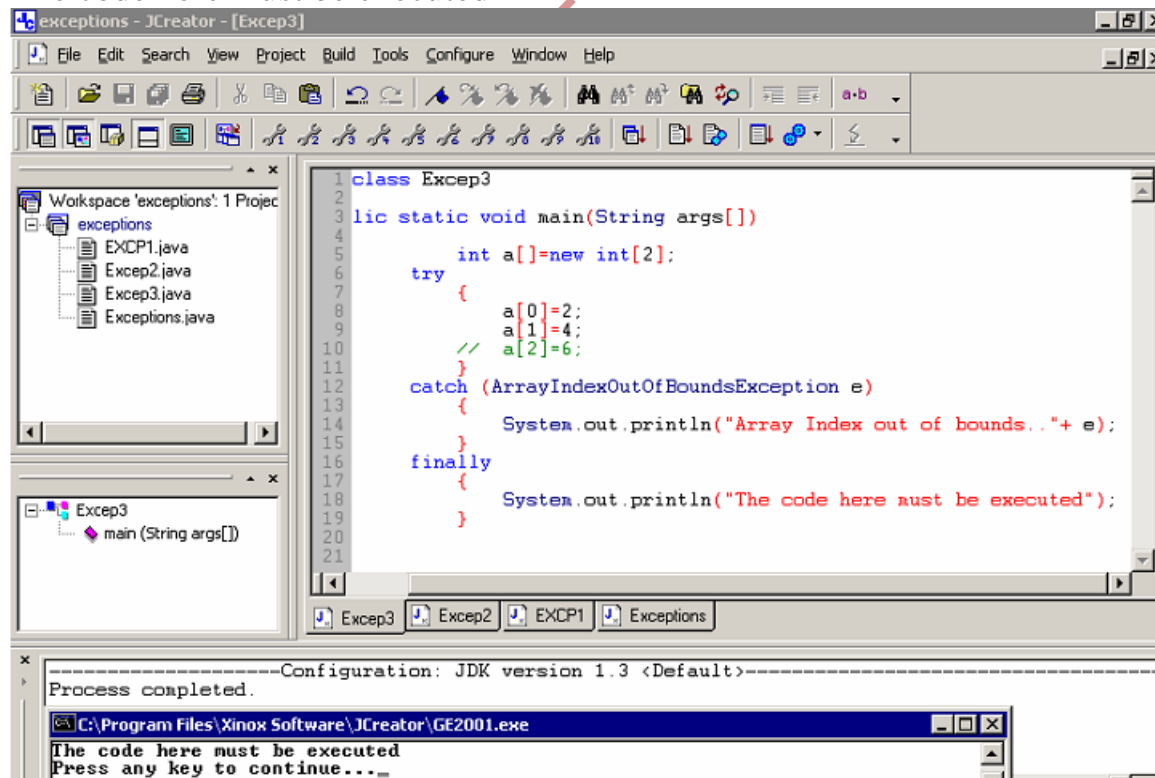 exceptions - JCreator - [Excep3]
File Edit Search View Project Build Tools Configure Window Help
Workspace 'exceptions': 1 Projec
exceptions
EXCP1.java
Excep2.java
Excep3.java
Exceptions.java
Excep3
main (String args[])
1 class Excep3
2
3 lic static void main(String args[])
4
5 int a[]=new int[2];
6 try
7 {
8 a[0]=2;
9 a[1]=4;
10 // a[2]=6;
11 }
12 catch (ArrayIndexOutOfBoundsException e)
13 {
14 System.out.println("Array Index out of bounds.."+ e);
15 }
16 finally
17 {
18 System.out.println("The code here must be executed");
19 }
20
21
Excep3 Excep2 EXCP1 Exceptions
--------------------Configuration: JDK version 1.3 <Default>--------------------
Process completed.
C:\Program Files\Xinox Software\JCreator\GE2001.exe
The code here must be executed
Press any key to continue..._